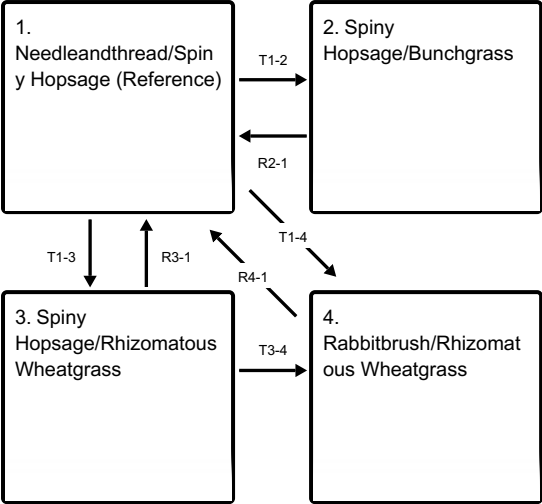 1.
Needleandthread/Spin
y Hopsage (Reference)
T1-2
2. Spiny
Hopsage/Bunchgrass
R2-1
T1-3
R3-1
T1-4
R4-1
3. Spiny
Hopsage/Rhizomatous
Wheatgrass
T3-4
4.
Rabbitbrush/Rhizomat
ous Wheatgrass